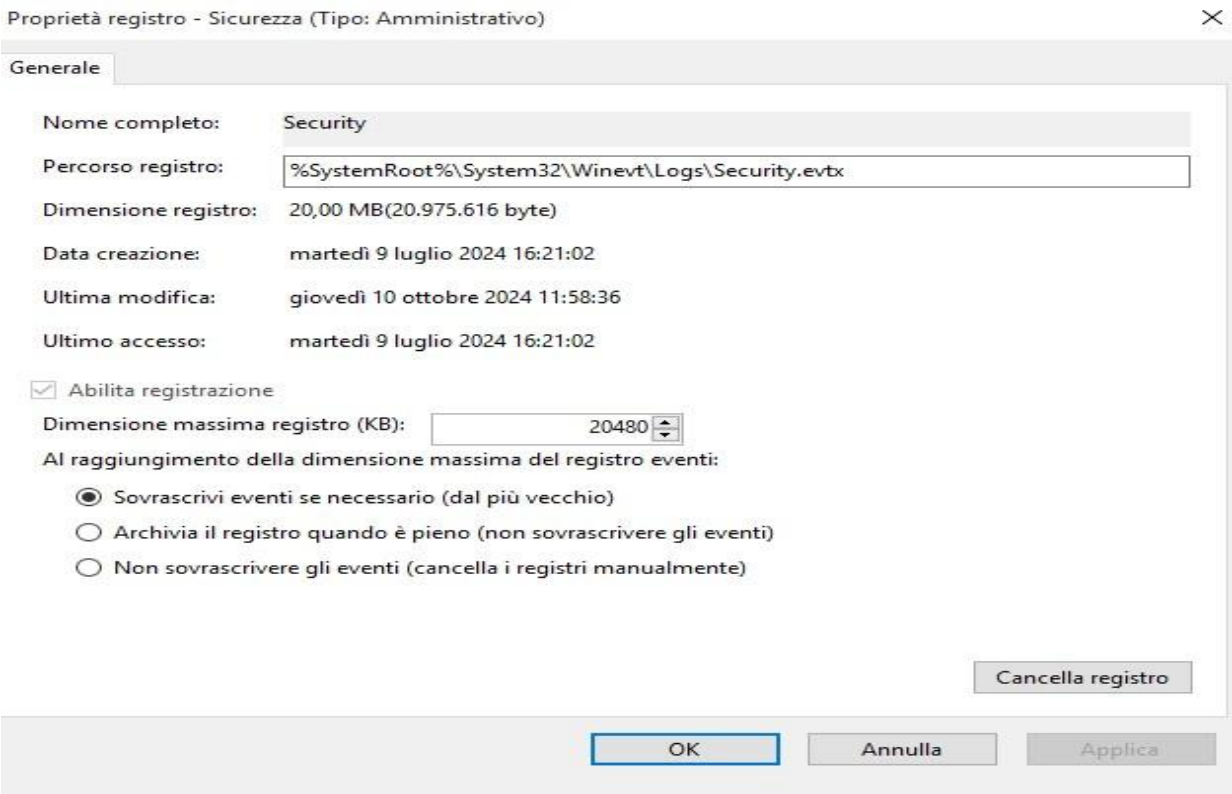 Proprietà registro - Sicurezza (Tipo: Amministrativo)
Generale
Nome completo: Security
Percorso registro: %SystemRoot%\System32\Winevt\Logs\Security.evtx
Dimensione registro: 20,00 MB(20.975.616 byte)
Data creazione: martedì 9 luglio 2024 16:21:02
Ultima modifica: giovedì 10 ottobre 2024 11:58:36
Ultimo accesso: martedì 9 luglio 2024 16:21:02
Abilita registrazione
Dimensione massima registro (KB): 20480
Al raggiungimento della dimensione massima del registro eventi:
Sovrascrivi eventi se necessario (dal più vecchio)
Archivia il registro quando è pieno (non sovrascrivere gli eventi)
Non sovrascrivere gli eventi (cancella i registri manualmente)
Cancella registro
OK Annulla Applica